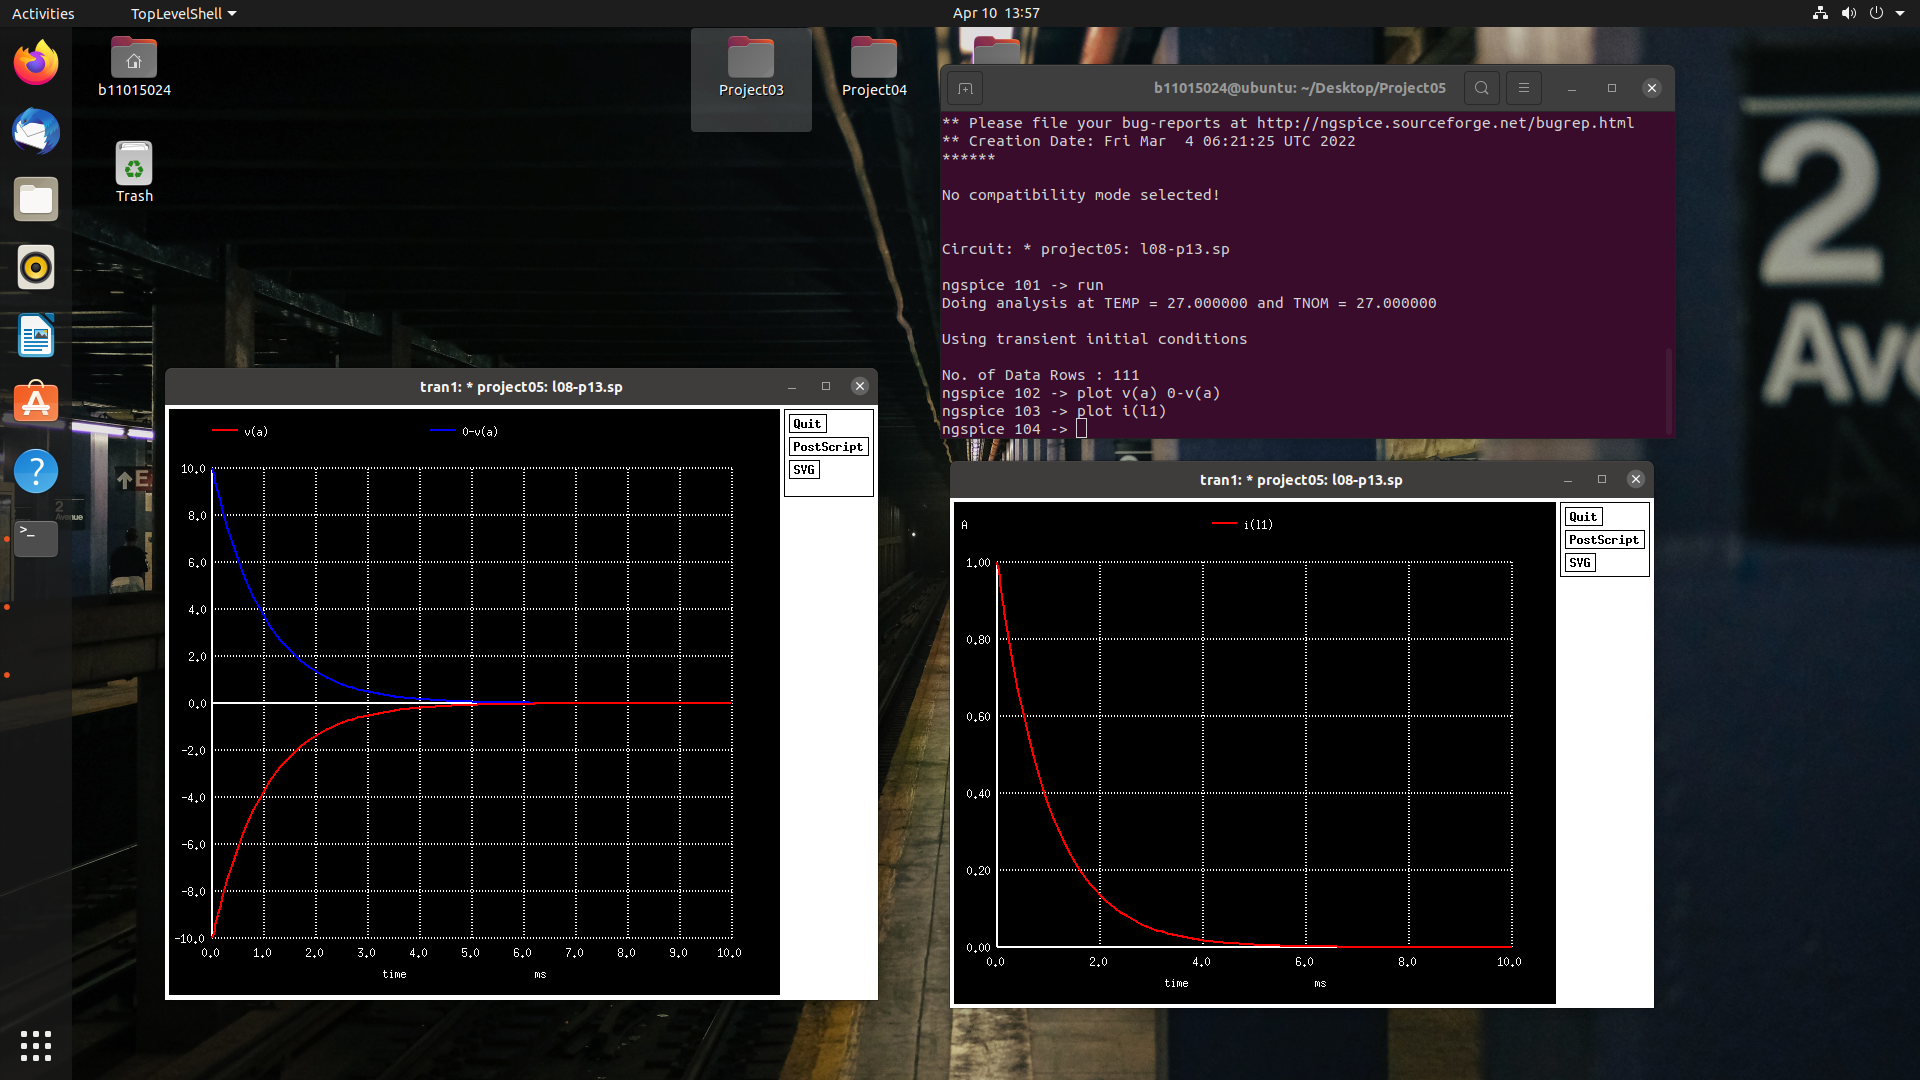 Activities
TopLevelShell
Apr 10 13:57
b11015024
Trash
Project03
Project04
b11015024@ubuntu: ~/Desktop/Project05
** Please file your bug-reports at http://ngspice.sourceforge.net/bugrep.html
** Creation Date: Fri Mar  4 06:21:25 UTC 2022
******
No compatibility mode selected!
Circuit: * project05: l08-p13.sp
ngspice 101 -> run
Doing analysis at TEMP = 27.000000 and TNOM = 27.000000
Using transient initial conditions
No. of Data Rows : 111
ngspice 102 -> plot v(a) 0-v(a)
ngspice 103 -> plot i(l1)
ngspice 104 ->
tran1: * project05: l08-p13.sp
v(a)
0-v(a)
Quit
PostScript
SVG
10.0
8.0
6.0
4.0
2.0
0.0
-2.0
-4.0
-6.0
-8.0
-10.0
0.0 1.0 2.0 3.0 4.0 5.0 6.0 7.0 8.0 9.0 10.0
time ms
tran1: * project05: l08-p13.sp
A
i(l1)
Quit
PostScript
SVG
1.00
0.80
0.60
0.40
0.20
0.00
0.0 2.0 4.0 6.0 8.0 10.0
time ms
2
Ave
2
Avenue
E